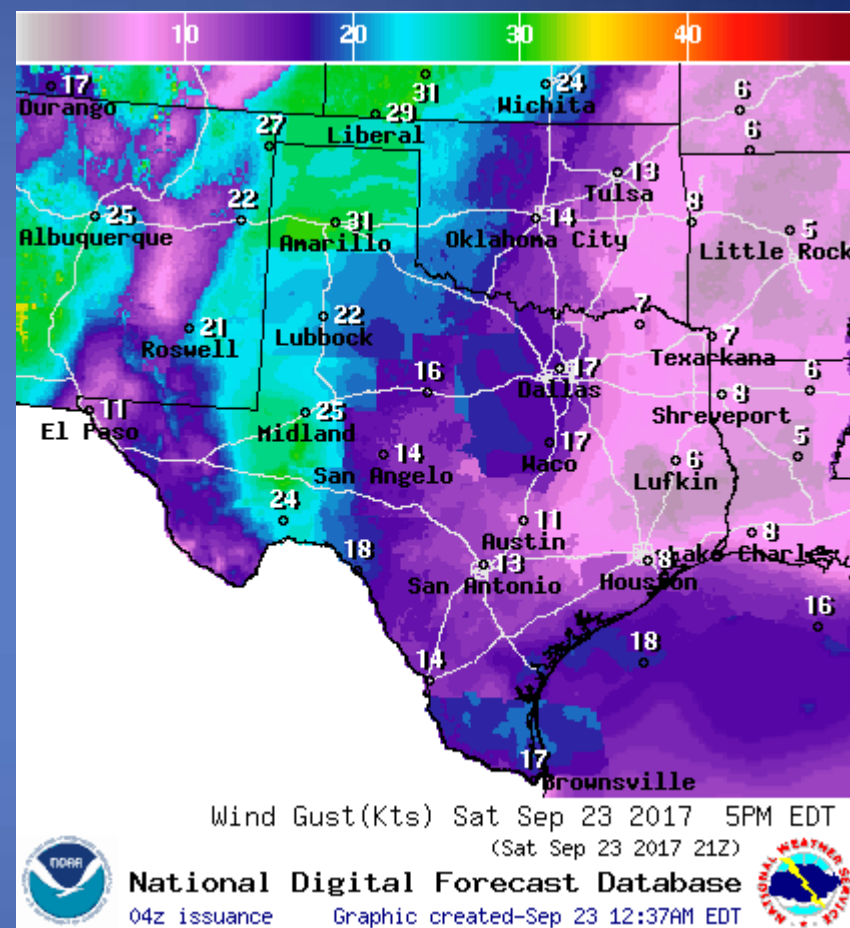 10 20 30 40
17
Durango
31
24
Wichita
6
29
Liberal
27
6
13
Tulsa
25
Albuquerque
22
31
Amarillo
14
Oklahoma City
8
5
Little Rock
21
Roswell
22
Lubbock
7
7
Texarkana
16
17
Dallas
8
Shreveport
6
11
El Paso
25
Midland
14
San Angelo
17
Waco
6
Lufkin
5
24
11
Austin
8
Lake Charles
18
13
San Antonio
8
Houston
16
18
14
17
Brownsville
Wind Gust(Kts) Sat Sep 23 2017 5PM EDT
(Sat Sep 23 2017 21Z)
NOAA
National Digital Forecast Database
04z issuance Graphic created-Sep 23 12:37AM EDT
NATIONAL WEATHER SERVICE